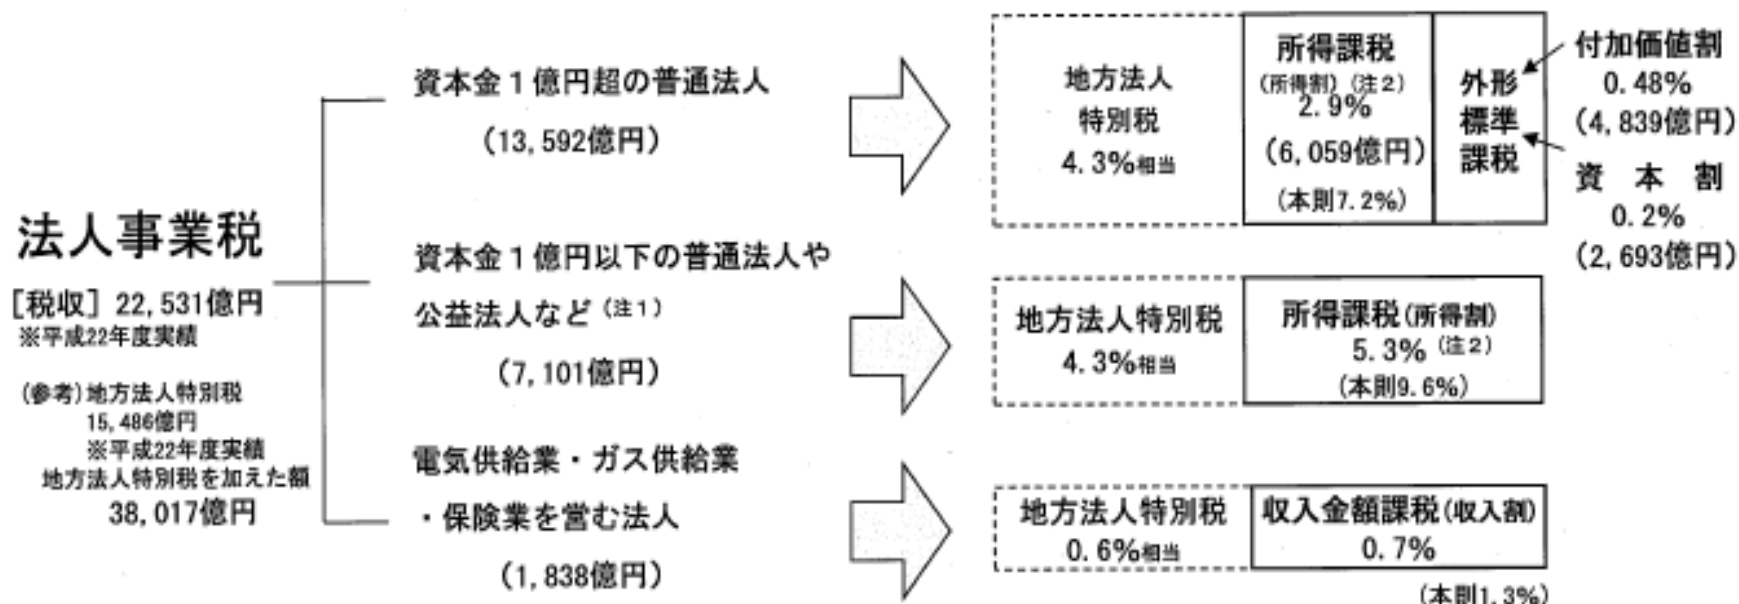 法人事業税
[税収] 22,531億円
※平成22年度実績
(参考)地方法人特別税
15,486億円
※平成22年度実績
地方法人特別税を加えた額
38,017億円
資本金1億円超の普通法人
(13,592億円)
地方法人
特別税
4.3%相当
所得課税
(所得割)(注2)
2.9%
(6,059億円)
(本則7.2%)
外形
標準
課税
付加価値割
0.48%
(4,839億円)
資本割
0.2%
(2,693億円)
資本金1億円以下の普通法人や
公益法人など(注1)
(7,101億円)
地方法人特別税
4.3%相当
所得課税(所得割)
5.3%(注2)
(本則9.6%)
電気供給業・ガス供給業
・保険業を営む法人
(1,838億円)
地方法人特別税
0.6%相当
収入金額課税(収入割)
0.7%
(本則1.3%)